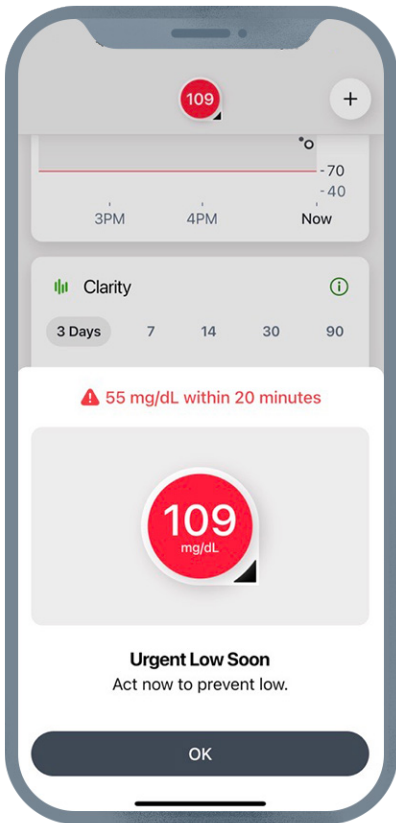 109
+
-70
-40
3PM 4PM Now
Clarity
3 Days 7 14 30 90
55 mg/dL within 20 minutes
109
mg/dL
Urgent Low Soon
Act now to prevent low.
OK